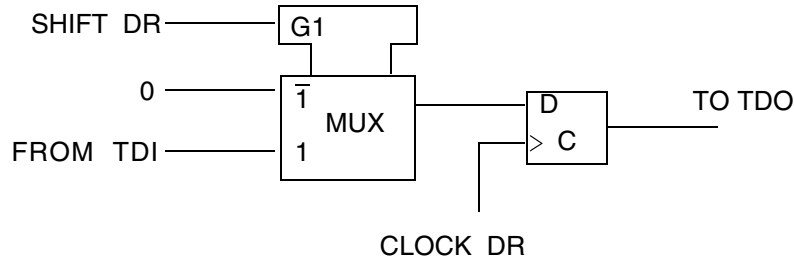 SHIFT DR
G1
0
1̅
MUX
FROM TDI
1
D
C
TO TDO
CLOCK DR